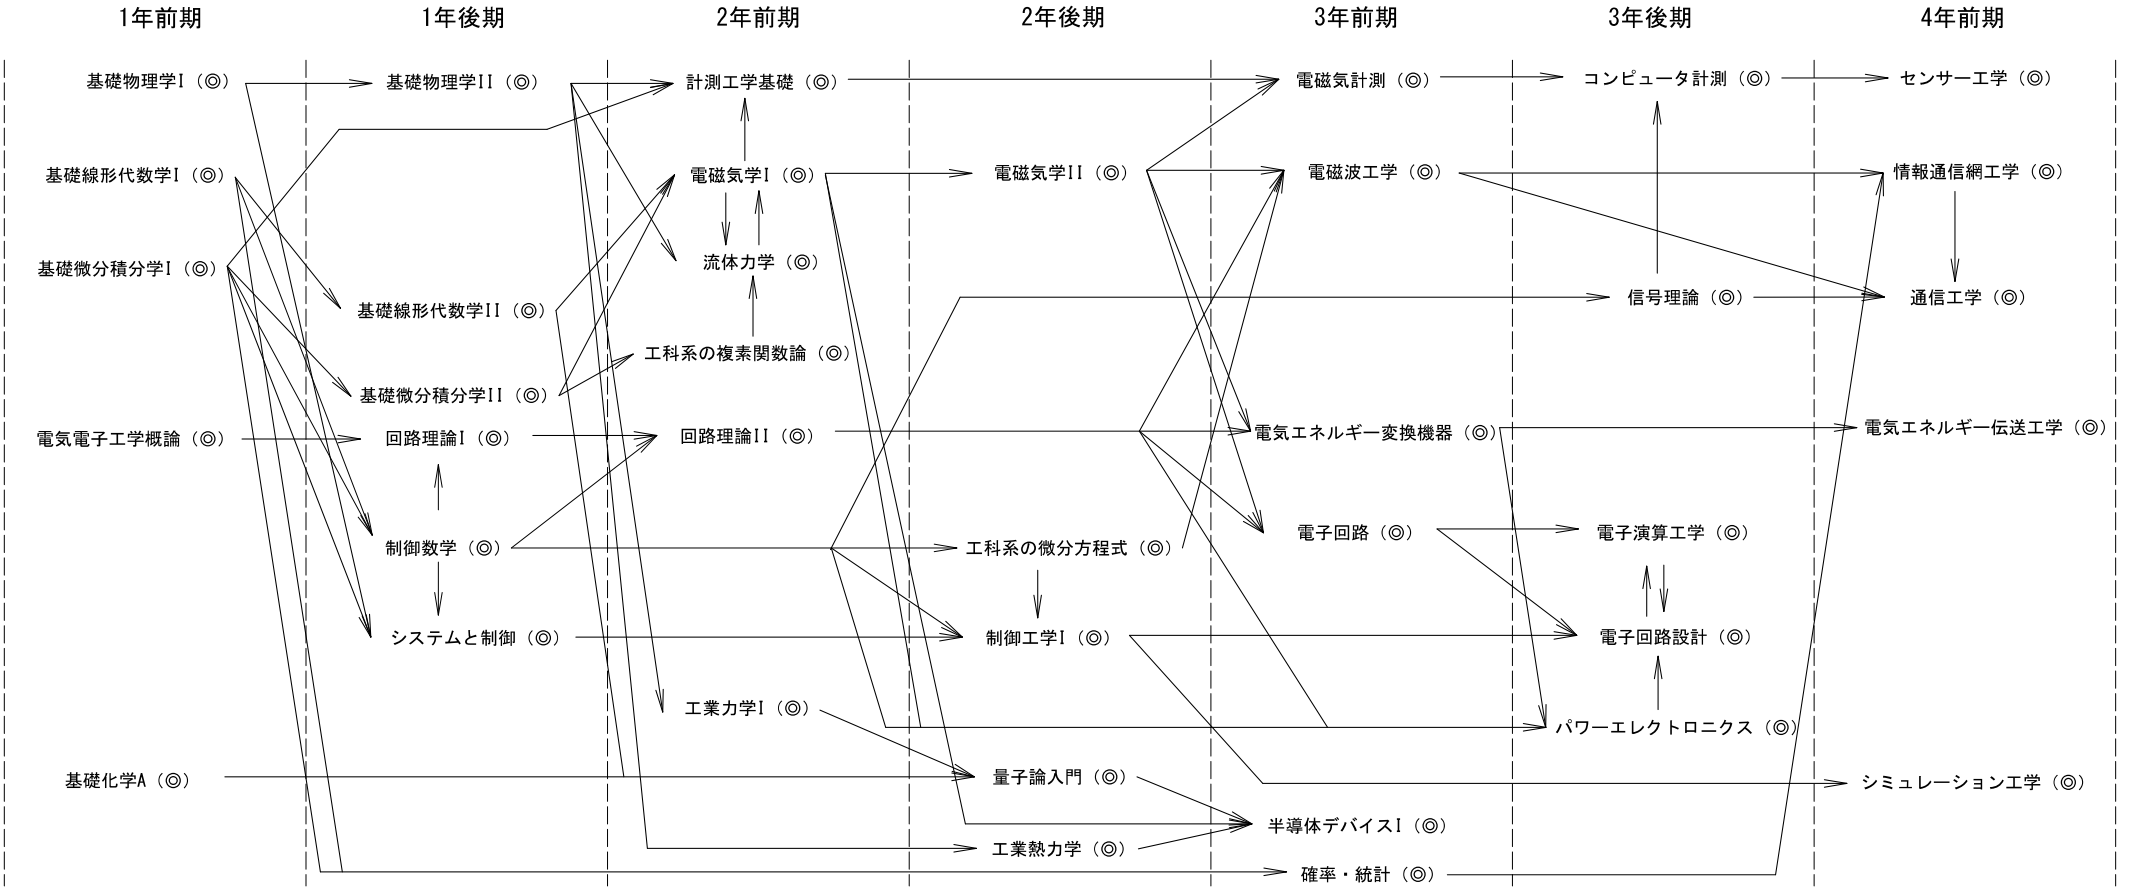 1年前期
1年後期
2年前期
2年後期
3年前期
3年後期
4年前期
基礎物理学I（◎）
基礎線形代数学I（◎）
基礎微分積分学I（◎）
電気電子工学概論（◎）
基礎化学A（◎）
基礎物理学II（◎）
基礎線形代数学II（◎）
基礎微分積分学II（◎）
回路理論I（◎）
制御数学（◎）
システムと制御（◎）
計測工学基礎（◎）
電磁気学I（◎）
流体力学（◎）
工科系の複素関数論（◎）
回路理論II（◎）
工業力学I（◎）
電磁気学II（◎）
工科系の微分方程式（◎）
制御工学I（◎）
量子論入門（◎）
工業熱力学（◎）
電磁気計測（◎）
電磁波工学（◎）
電気エネルギー変換機器（◎）
電子回路（◎）
半導体デバイスI（◎）
確率・統計（◎）
コンピュータ計測（◎）
信号理論（◎）
電子演算工学（◎）
電子回路設計（◎）
パワーエレクトロニクス（◎）
センサー工学（◎）
情報通信網工学（◎）
通信工学（◎）
電気エネルギー伝送工学（◎）
シミュレーション工学（◎）